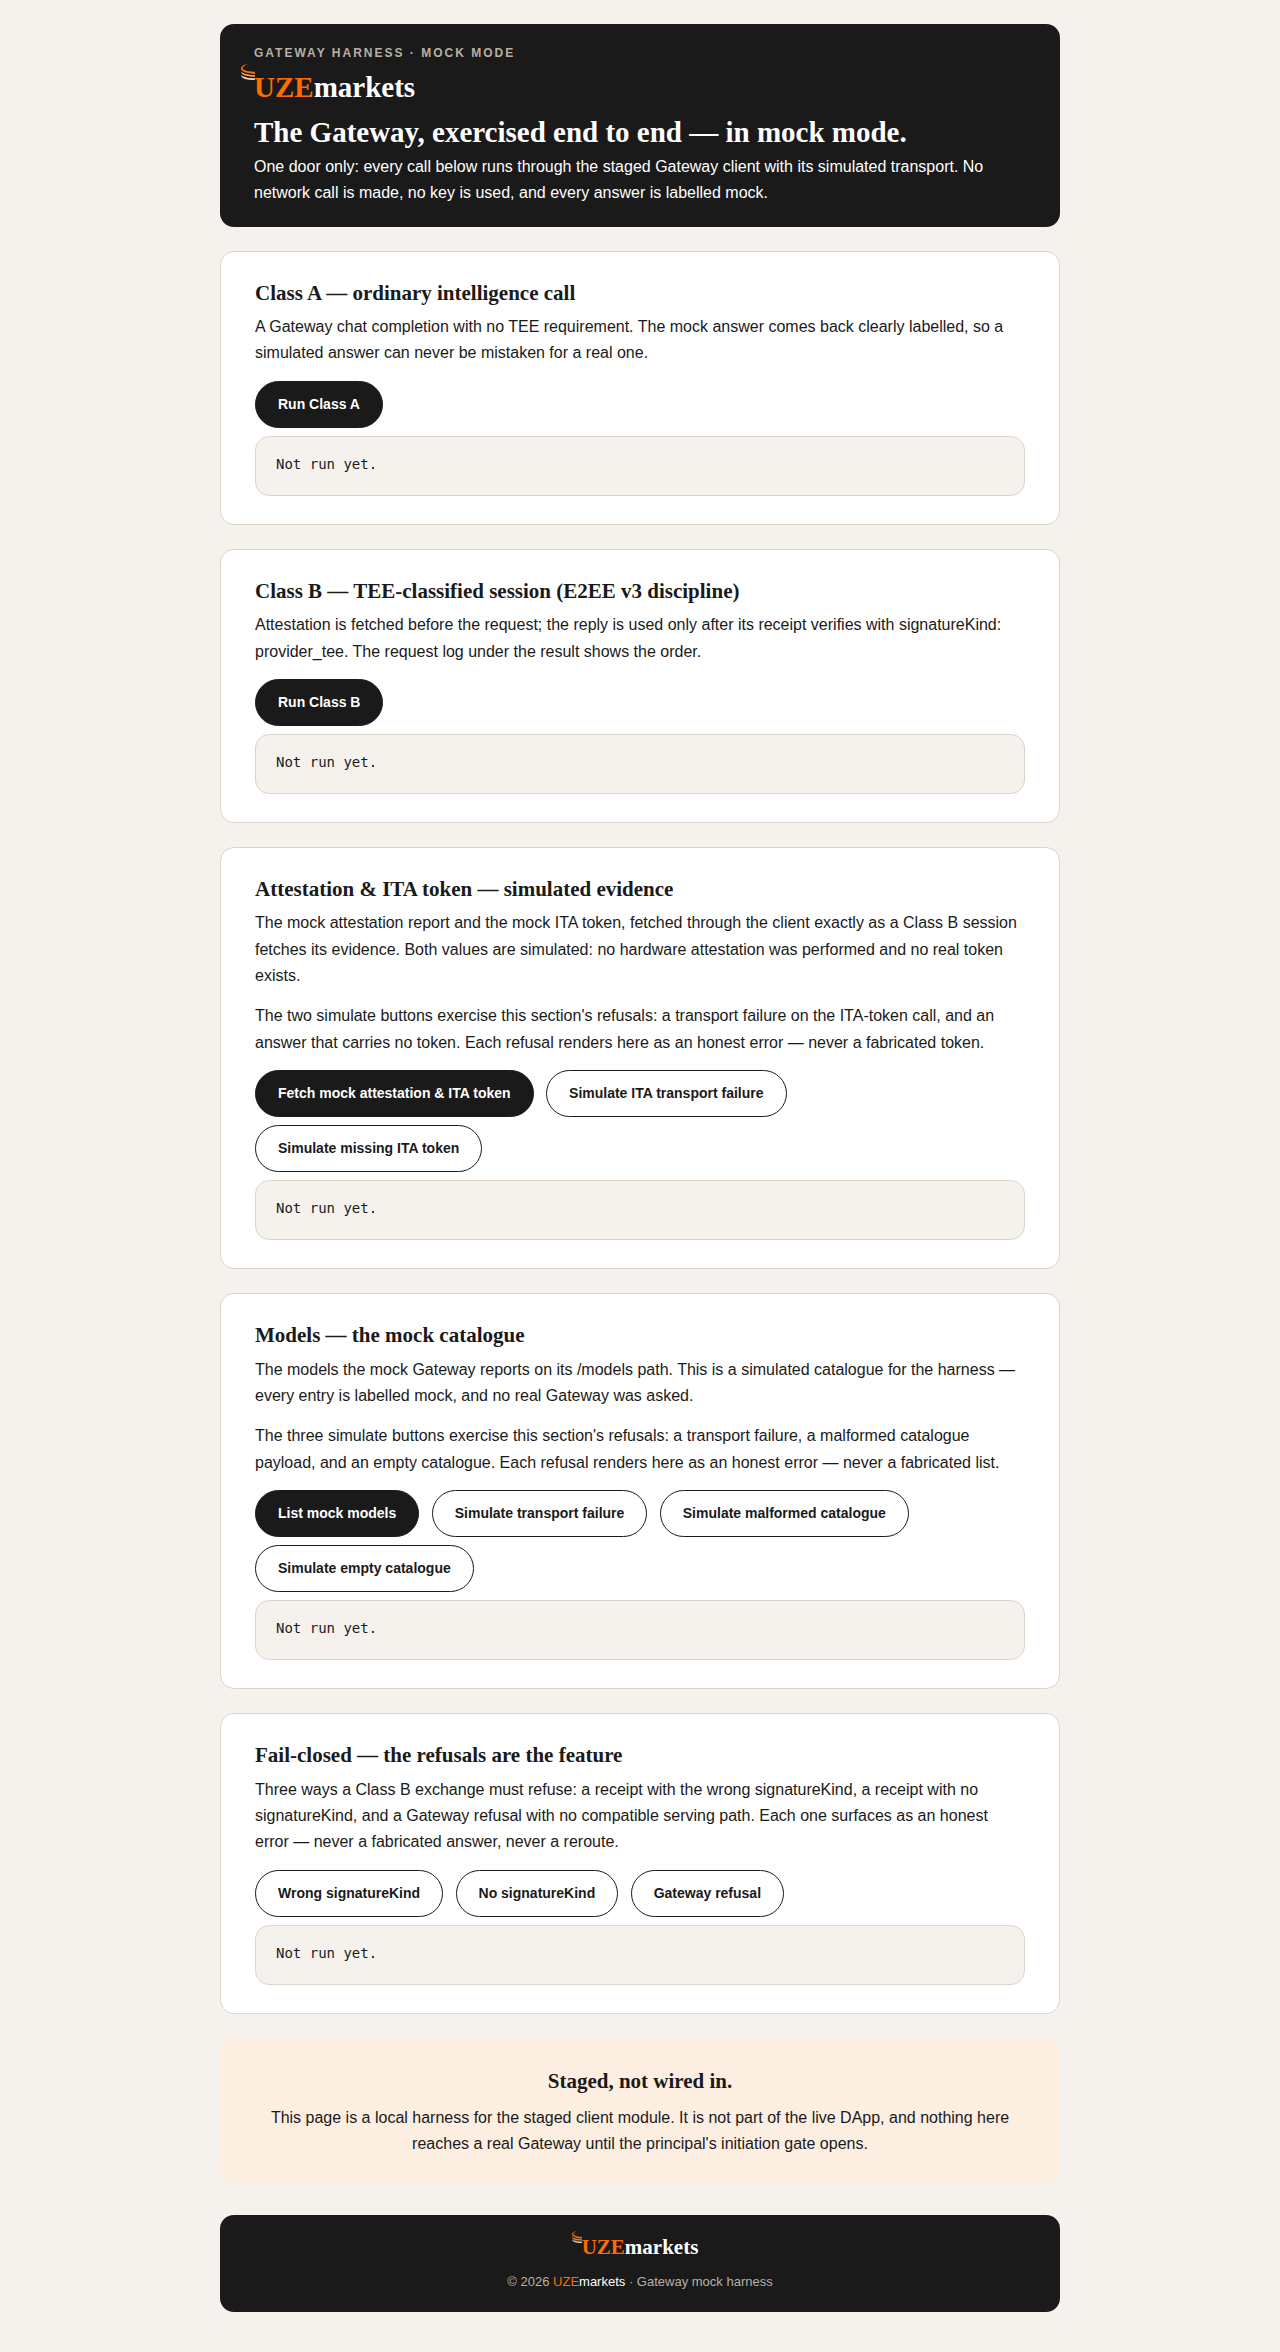 GATEWAY HARNESS · MOCK MODE
UZEmarkets
The Gateway, exercised end to end — in mock mode.
One door only: every call below runs through the staged Gateway client with its simulated transport. No
network call is made, no key is used, and every answer is labelled mock.
Class A — ordinary intelligence call
A Gateway chat completion with no TEE requirement. The mock answer comes back clearly labelled, so a
simulated answer can never be mistaken for a real one.
Run Class A
Not run yet.
Class B — TEE-classified session (E2EE v3 discipline)
Attestation is fetched before the request; the reply is used only after its receipt verifies with signatureKind:
provider_tee. The request log under the result shows the order.
Run Class B
Not run yet.
Attestation & ITA token — simulated evidence
The mock attestation report and the mock ITA token, fetched through the client exactly as a Class B session
fetches its evidence. Both values are simulated: no hardware attestation was performed and no real token
exists.
The two simulate buttons exercise this section's refusals: a transport failure on the ITA-token call, and an
answer that carries no token. Each refusal renders here as an honest error — never a fabricated token.
Fetch mock attestation & ITA token
Simulate ITA transport failure
Simulate missing ITA token
Not run yet.
Models — the mock catalogue
The models the mock Gateway reports on its /models path. This is a simulated catalogue for the harness —
every entry is labelled mock, and no real Gateway was asked.
The three simulate buttons exercise this section's refusals: a transport failure, a malformed catalogue
payload, and an empty catalogue. Each refusal renders here as an honest error — never a fabricated list.
List mock models
Simulate transport failure
Simulate malformed catalogue
Simulate empty catalogue
Not run yet.
Fail-closed — the refusals are the feature
Three ways a Class B exchange must refuse: a receipt with the wrong signatureKind, a receipt with no
signatureKind, and a Gateway refusal with no compatible serving path. Each one surfaces as an honest
error — never a fabricated answer, never a reroute.
Wrong signatureKind
No signatureKind
Gateway refusal
Not run yet.
Staged, not wired in.
This page is a local harness for the staged client module. It is not part of the live DApp, and nothing here
reaches a real Gateway until the principal's initiation gate opens.
UZEmarkets
© 2026 UZEmarkets · Gateway mock harness